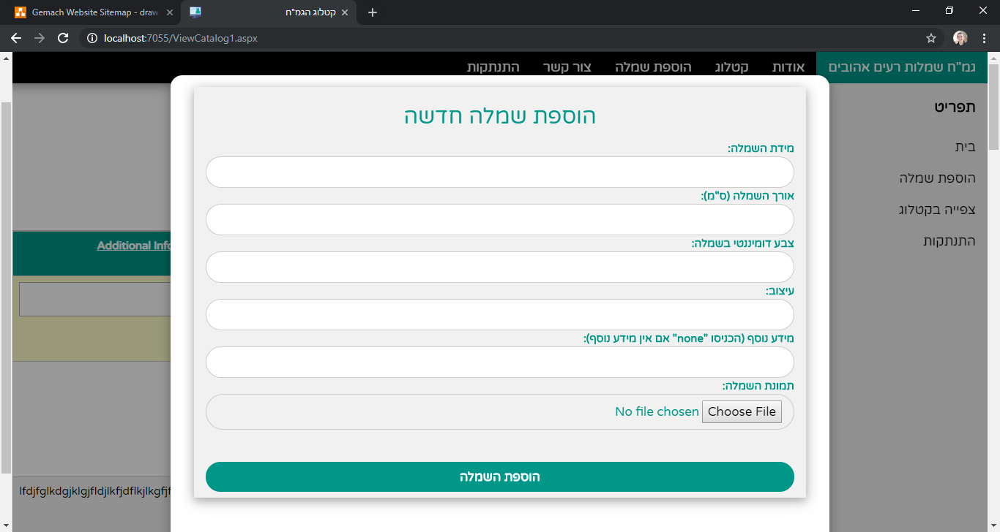 Gemach Website Sitemap - draw
קטלוג הגמ"ח
localhost:7055/ViewCatalog1.aspx
גמ"ח שמלות רעים אהובים אודות קטלוג הוספת שמלה צור קשר התנתקות
תפריט
בית
הוספת שמלה
צפייה בקטלוג
התנתקות
הוספת שמלה חדשה
מידת השמלה:
אורך השמלה (ס"מ):
צבע דומיננטי בשמלה:
עיצוב:
מידע נוסף (הכניסו "none" אם אין מידע נוסף):
תמונת השמלה:
Choose File No file chosen
הוספת השמלה
Additional Info